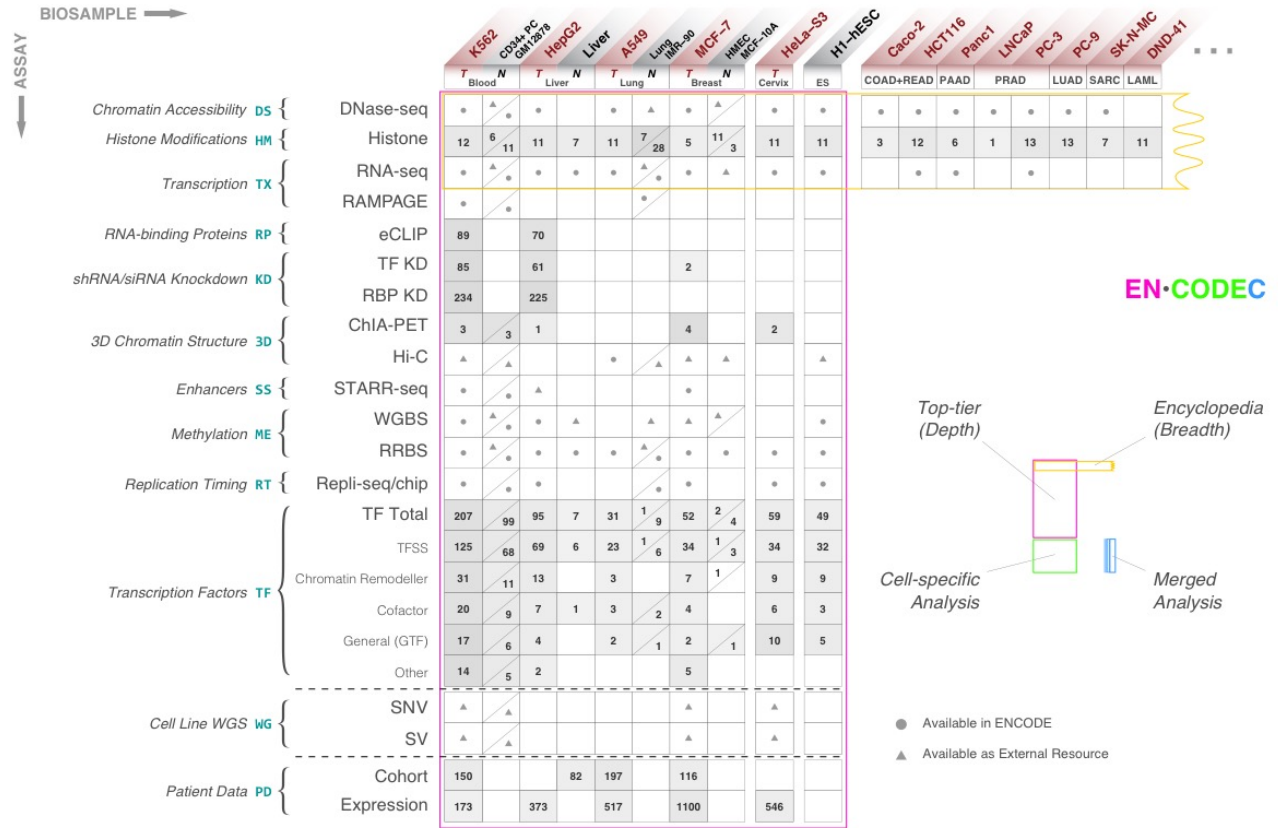 BIOSAMPLE
ASSAY
K562 CD34+ PC GM12878 HepG2 Liver A549 Lung IMR-90 MCF-7 HMEC MCF-10A HeLa-S3 H1-hESC Caco-2 HCT116 Panc1 LNCaP PC-3 PC-9 SK-N-MC DND-41 ...
T N T N T N T N T N
Blood Liver Lung Breast Cervix ES COAD+READ PAAD PRAD LUAD SARC LAML
Chromatin Accessibility DS { DNase-seq
Histone Modifications HM { Histone 12 6 11 11 7 11 7 28 5 11 3 11 11 3 12 6 1 13 13 7 11
Transcription TX { RNA-seq
RAMPAGE
RNA-binding Proteins RP { eCLIP 89 70
shRNA/siRNA Knockdown KD { TF KD 85 61 2
RBP KD 234 225
EN·CODEC
3D Chromatin Structure 3D { ChIA-PET 3 3 1 4 2
Hi-C
Enhancers SS { STARR-seq
Methylation ME { WGBS
RRBS
Replication Timing RT { Repli-seq/chip
Top-tier
(Depth)
Encyclopedia
(Breadth)
TF Total 207 99 95 7 31 1 9 52 2 4 59 49
TFSS 125 68 69 6 23 1 6 34 1 3 34 32
Transcription Factors TF { Chromatin Remodeller 31 11 13 3 7 1 9 9
Cofactor 20 9 7 1 3 2 4 6 3
General (GTF) 17 6 4 2 1 2 1 10 5
Other 14 5 2 5
Cell-specific
Analysis
Merged
Analysis
Cell Line WGS WG { SNV
SV
Available in ENCODE
Available as External Resource
Patient Data PD { Cohort 150 82 197 116
Expression 173 373 517 1100 546